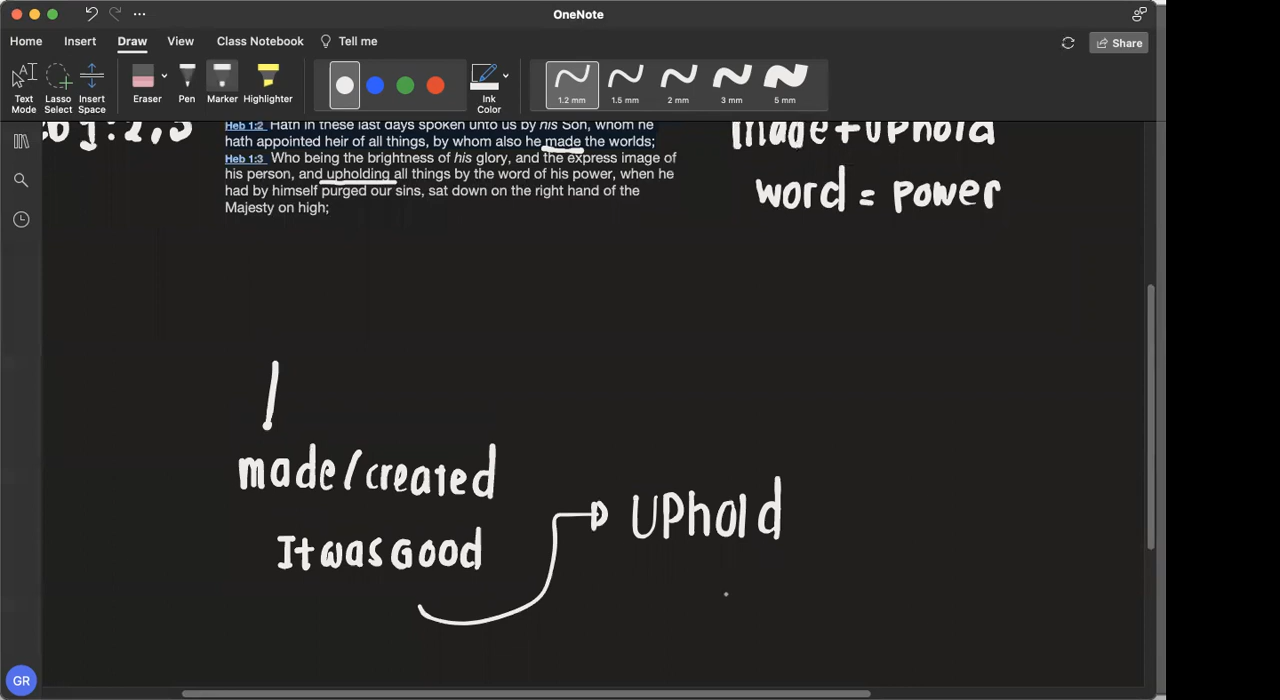 OneNote
Home Insert Draw View Class Notebook Tell me
Share
Text Mode
Lasso Select
Insert Space
Eraser
Pen
Marker
Highlighter
Ink Color
1.2 mm
1.5 mm
2 mm
3 mm
5 mm
Heb 1:2 Hath in these last days spoken unto us by his Son, whom he
hath appointed heir of all things, by whom also he made the worlds;
Heb 1:3 Who being the brightness of his glory, and the express image of
his person, and upholding all things by the word of his power, when he
had by himself purged our sins, sat down on the right hand of the
Majesty on high;
made + uphold
word = power
made/created
It was Good
UPhold
GR